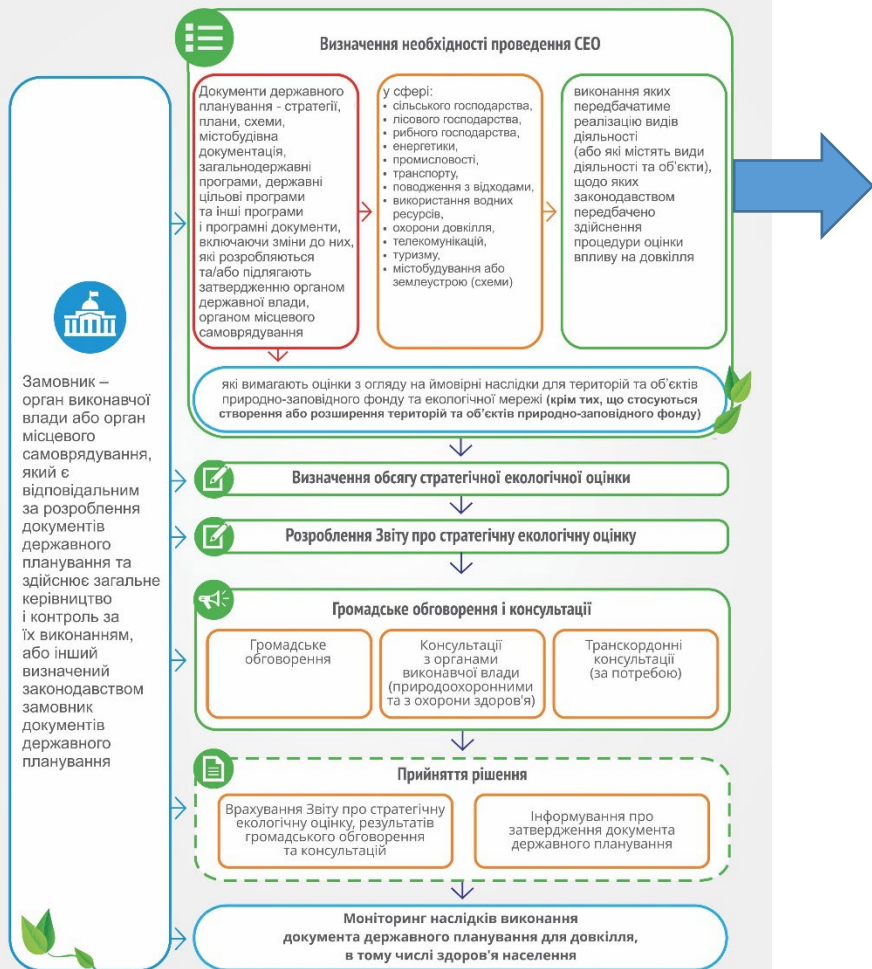 Визначення необхідності проведення СЕО
Документи державного
планування - стратегії,
плани, схеми,
містобудівна
документація,
загальнодержавні
програми, державні
цільові програми
та інші програми
і програмні документи,
включаючи зміни до них,
які розробляються
та/або підлягають
затвердженню органом
державної влади,
органом місцевого
самоврядування
у сфері:
• сільського господарства,
• лісового господарства,
• рибного господарства,
• енергетики,
• промисловості,
• транспорту,
• поводження з відходами,
• використання водних
ресурсів,
• охорони довкілля,
• телекомунікацій,
• туризму,
• містобудування або
землеустрою (схеми)
виконання яких
передбачатиме
реалізацію видів
діяльності
(або які містять види
діяльності та об'єкти),
щодо яких
законодавством
передбачено
здійснення
процедури оцінки
впливу на довкілля
які вимагають оцінки з огляду на ймовірні наслідки для територій та об'єктів
природно-заповідного фонду та екологічної мережі (крім тих, що стосуються
створення або розширення територій та об'єктів природно-заповідного фонду)
Замовник –
орган виконавчої
влади або орган
місцевого
самоврядування,
який є
відповідальним
за розроблення
документів
державного
планування та
здійснює загальне
керівництво
і контроль за
їх виконанням,
або інший
визначений
законодавством
замовник
документів
державного
планування
Визначення обсягу стратегічної екологічної оцінки
Розроблення Звіту про стратегічну екологічну оцінку
Громадське обговорення і консультації
Громадське
обговорення
Консультації
з органами
виконавчої влади
(природоохоронними
та з охорони здоров'я)
Транскордонні
консультації
(за потребою)
Прийняття рішення
Врахування Звіту про стратегічну
екологічну оцінку, результатів
громадського обговорення
та консультацій
Інформування про
затвердження документа
державного планування
Моніторинг наслідків виконання
документа державного планування для довкілля,
в тому числі здоров'я населення